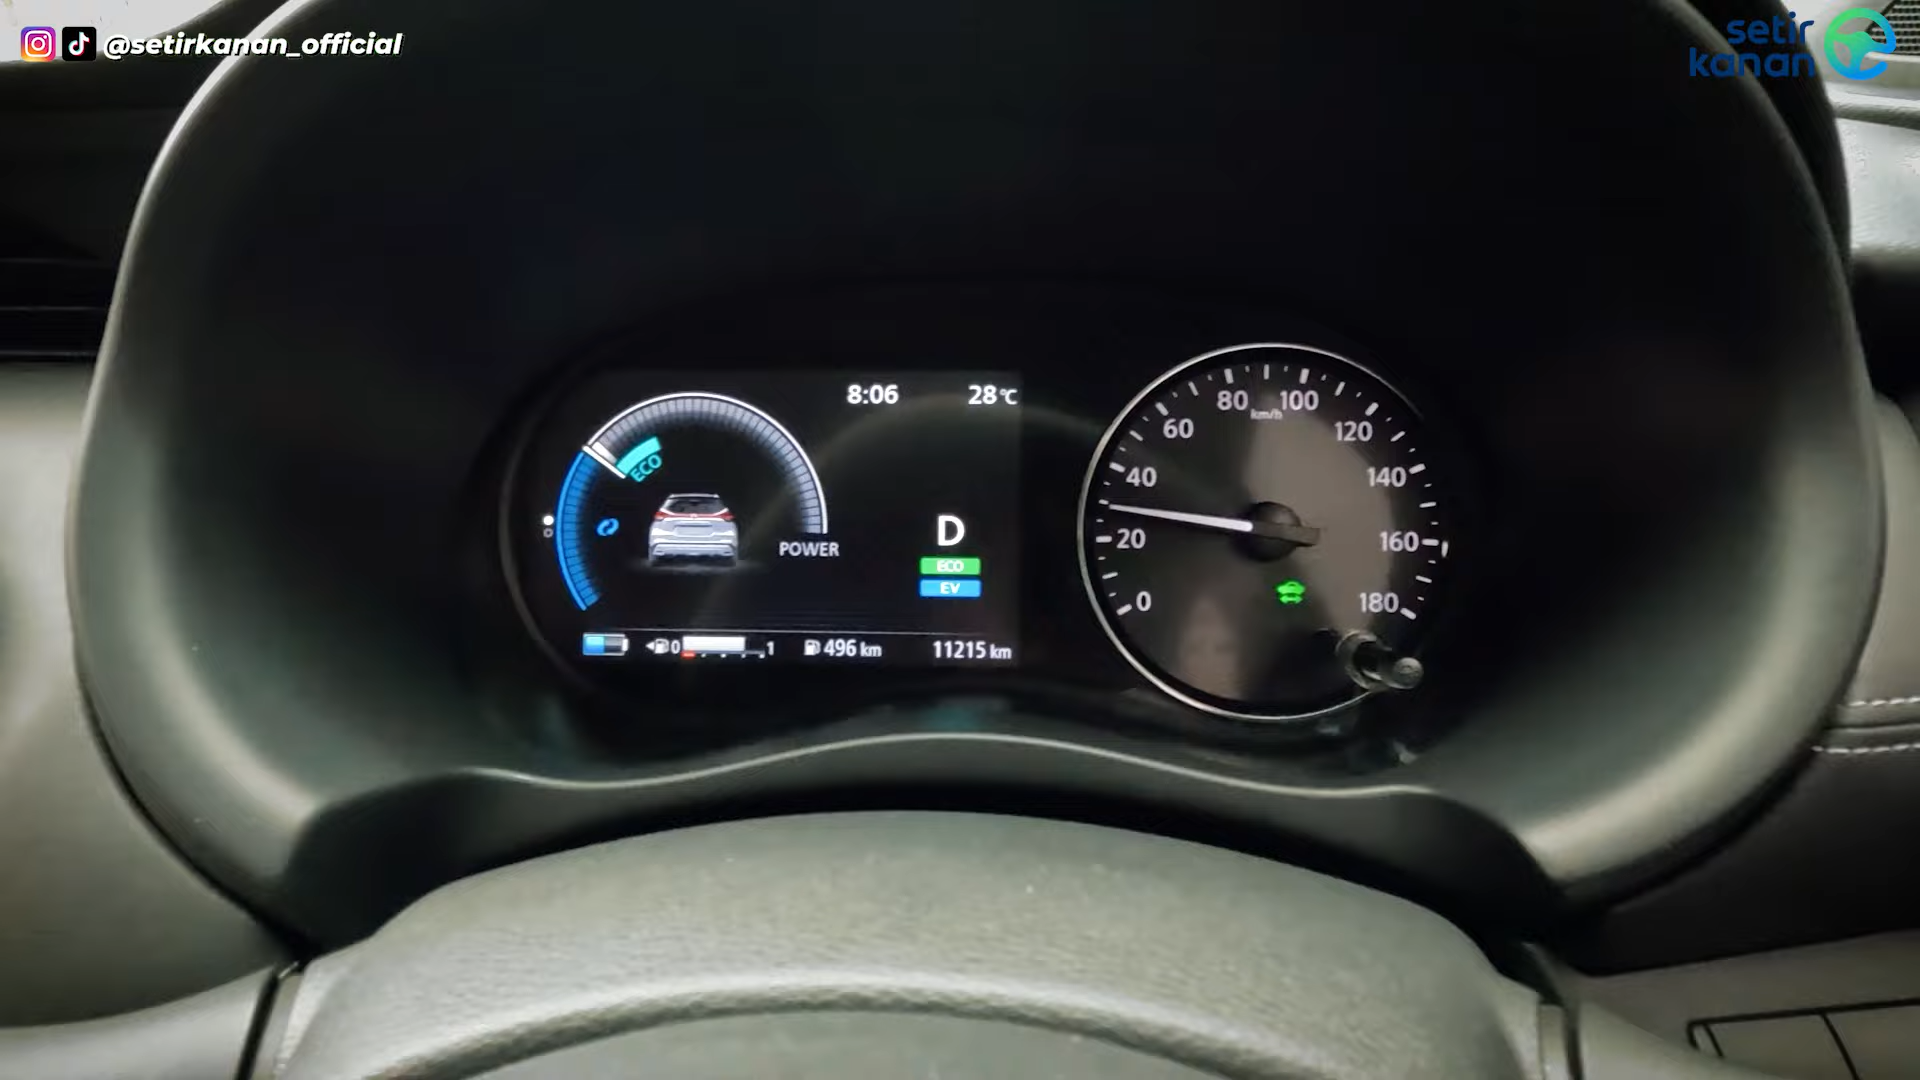 @setirkanan_official
setir
kanan
8:06
28°C
ECO
POWER
D
ECO
EV
0
1
496 km
11215 km
0
20
40
60
80
100
120
140
160
180
km/h